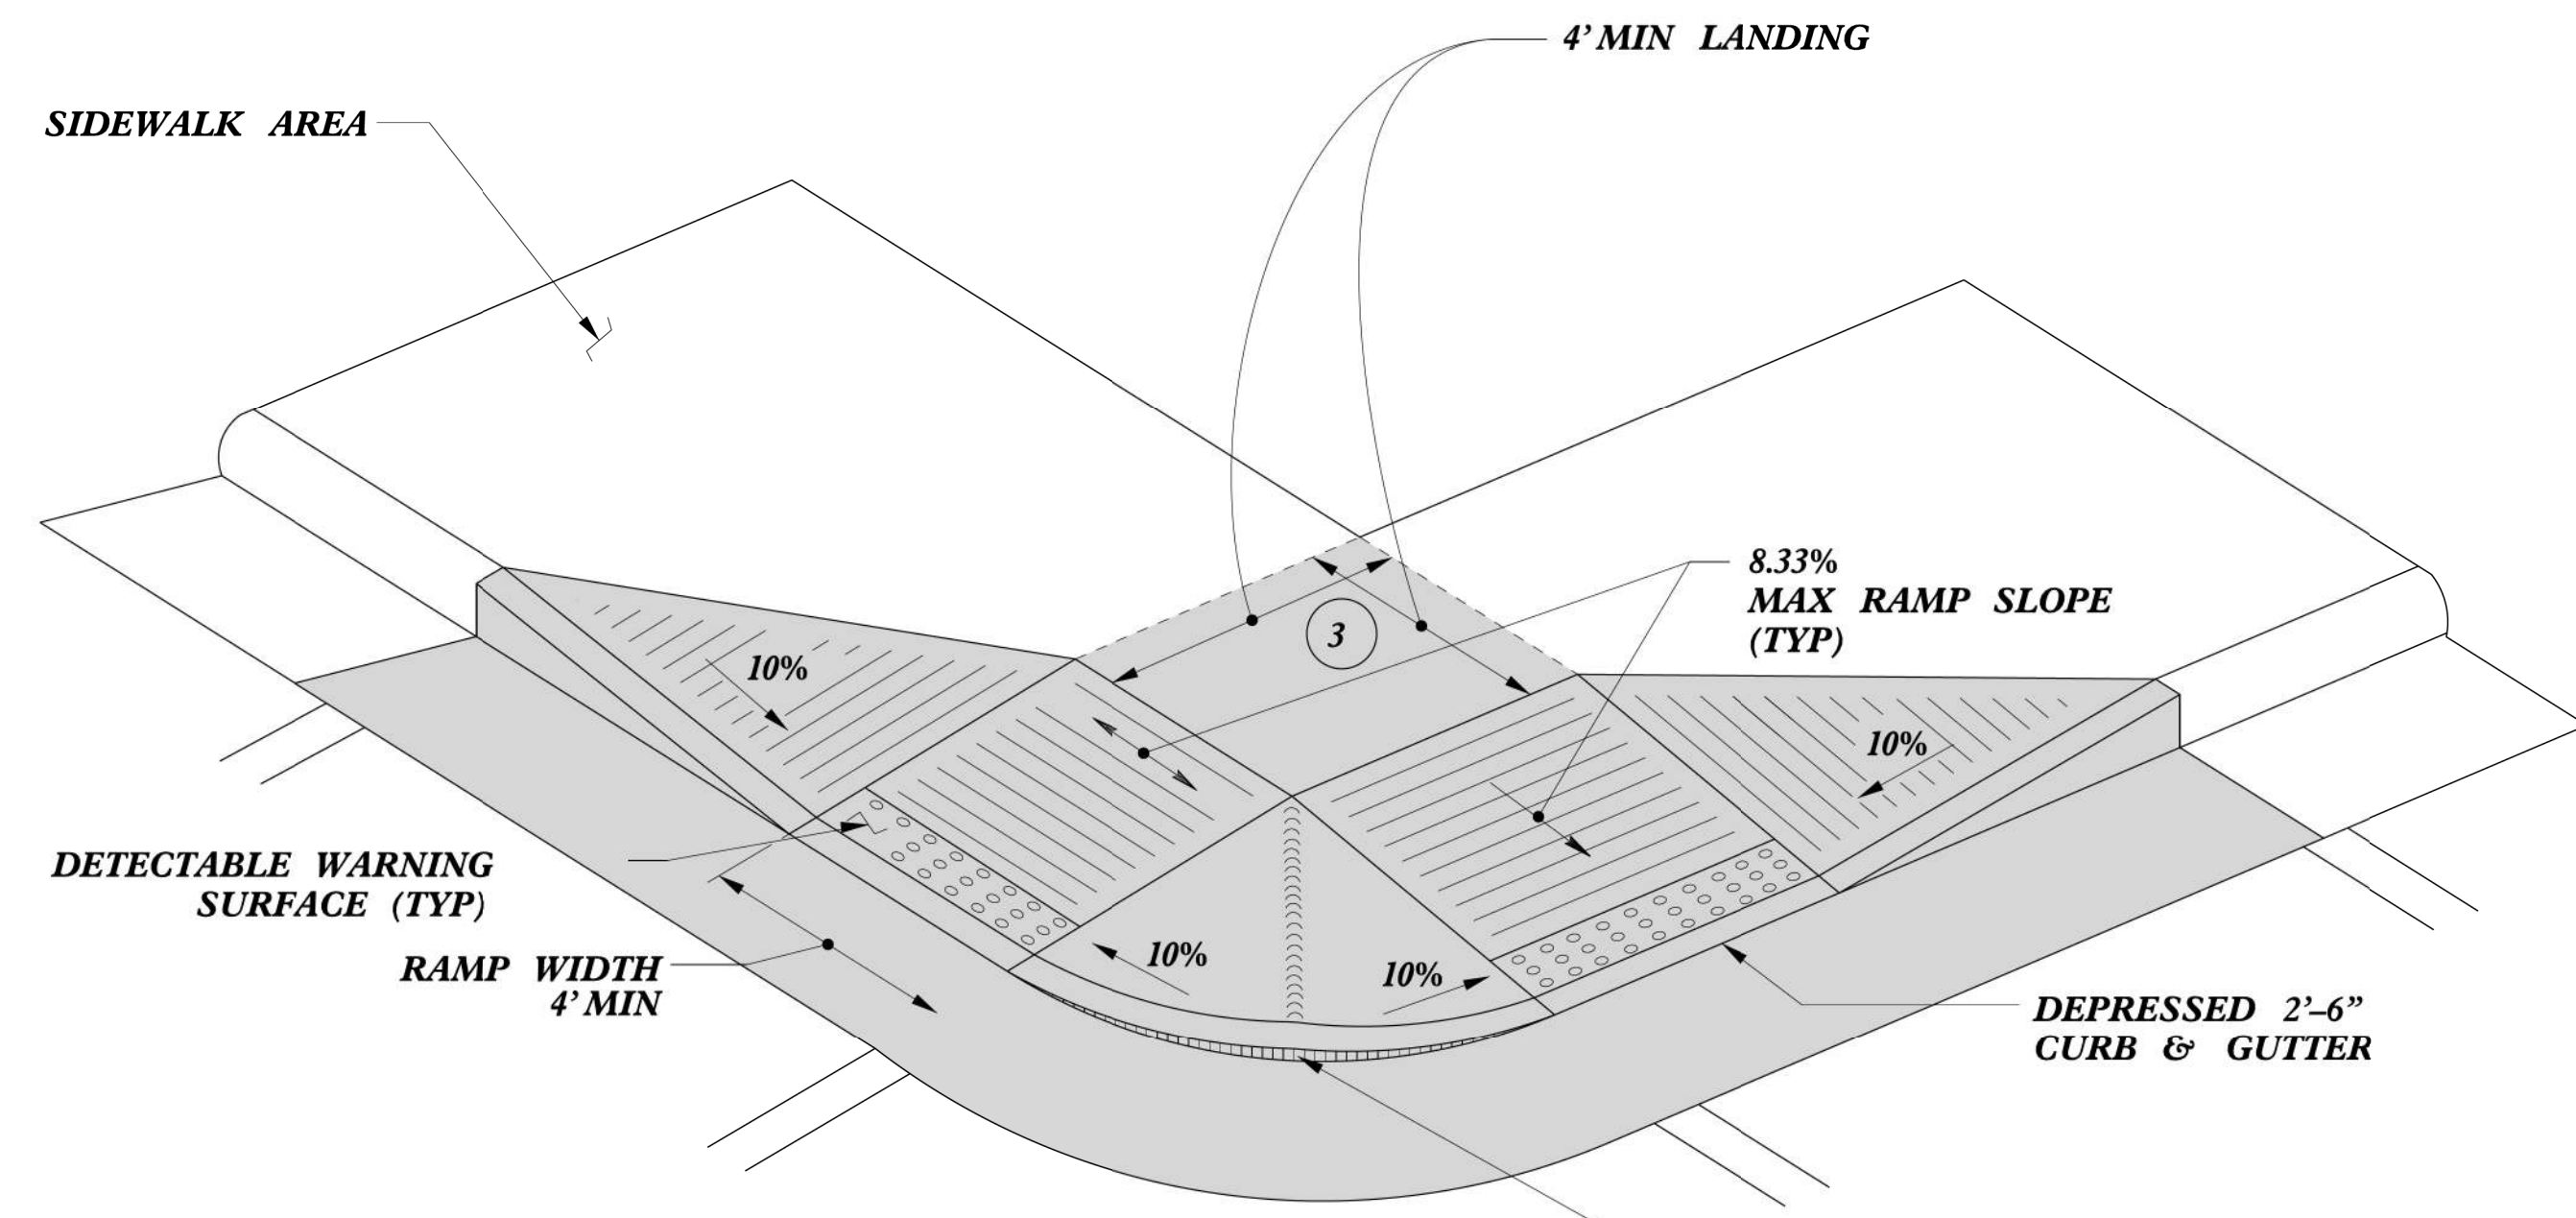 4’ MIN LANDING
SIDEWALK AREA
8.33%
MAX RAMP SLOPE
(TYP)
3
10%
10%
DETECTABLE WARNING
SURFACE (TYP)
RAMP WIDTH
4’ MIN
10%
10%
DEPRESSED 2’–6”
CURB & GUTTER